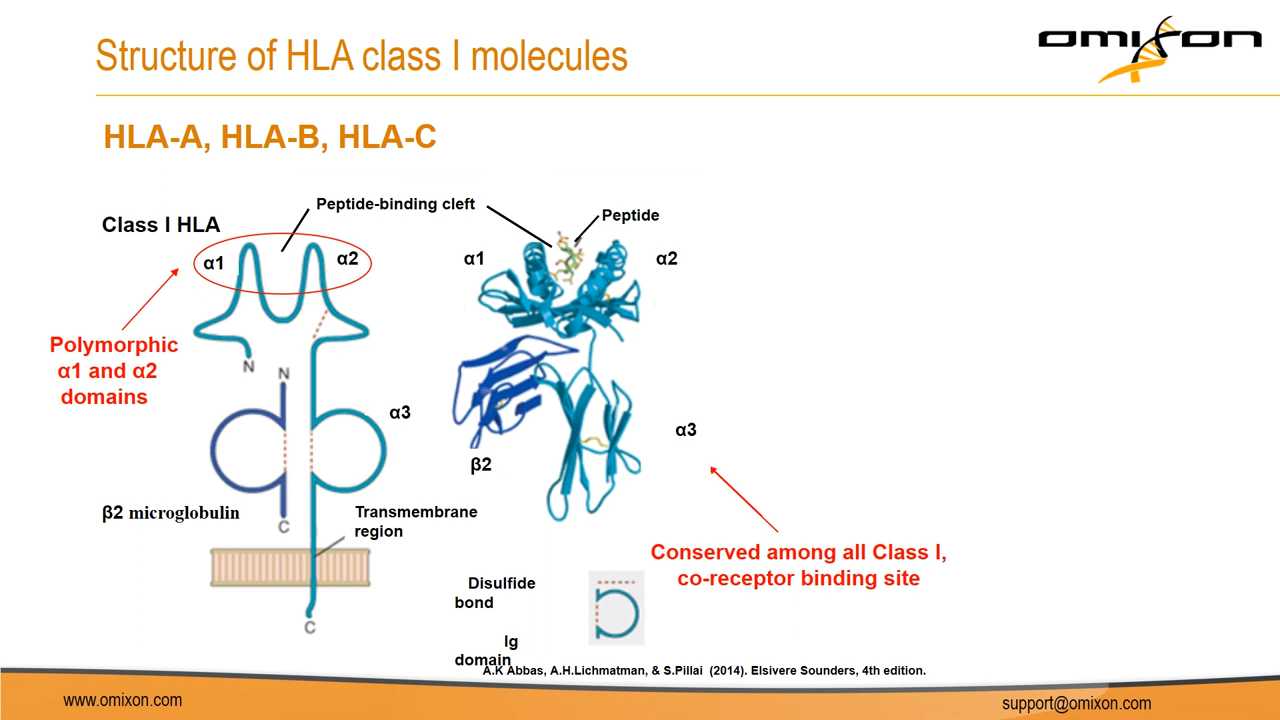 Structure of HLA class I molecules
omixon
HLA-A, HLA-B, HLA-C
Peptide-binding cleft
Peptide
Class I HLA
α1
α2
α1
α2
Polymorphic
α1 and α2
domains
N
N
α3
α3
β2
β2 microglobulin
C
Transmembrane
region
Conserved among all Class I,
co-receptor binding site
Disulfide
bond
C
Ig
domain
A.K Abbas, A.H.Lichmatman, & S.Pillai (2014). Elsivere Sounders, 4th edition.
www.omixon.com
support@omixon.com